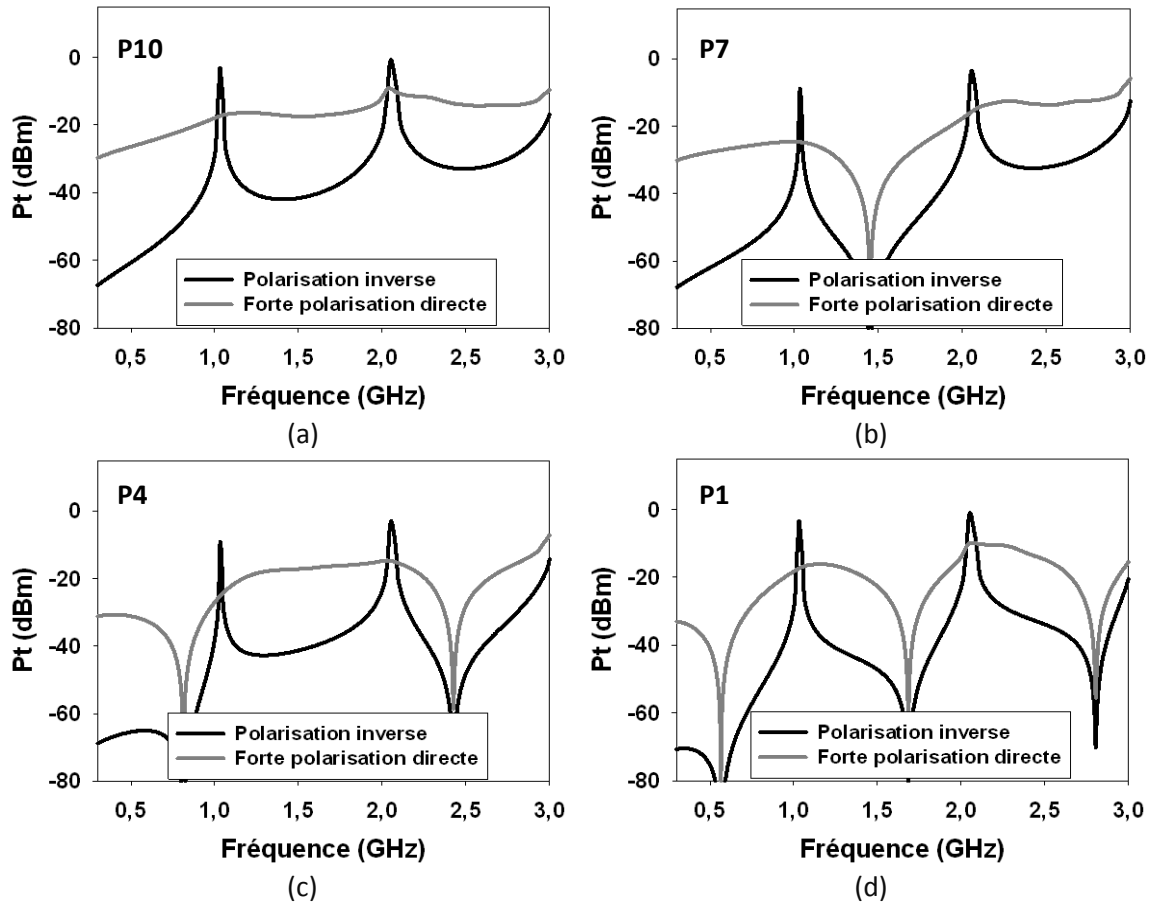 P10
Pt (dBm)
0
-20
-40
-60
-80
Polarisation inverse
Forte polarisation directe
0,5 1,0 1,5 2,0 2,5 3,0
Fréquence (GHz)
(a)
P7
Pt (dBm)
0
-20
-40
-60
-80
Polarisation inverse
Forte polarisation directe
0,5 1,0 1,5 2,0 2,5 3,0
Fréquence (GHz)
(b)
P4
Pt (dBm)
0
-20
-40
-60
-80
Polarisation inverse
Forte polarisation directe
0,5 1,0 1,5 2,0 2,5 3,0
Fréquence (GHz)
(c)
P1
Pt (dBm)
0
-20
-40
-60
-80
Polarisation inverse
Forte polarisation directe
0,5 1,0 1,5 2,0 2,5 3,0
Fréquence (GHz)
(d)